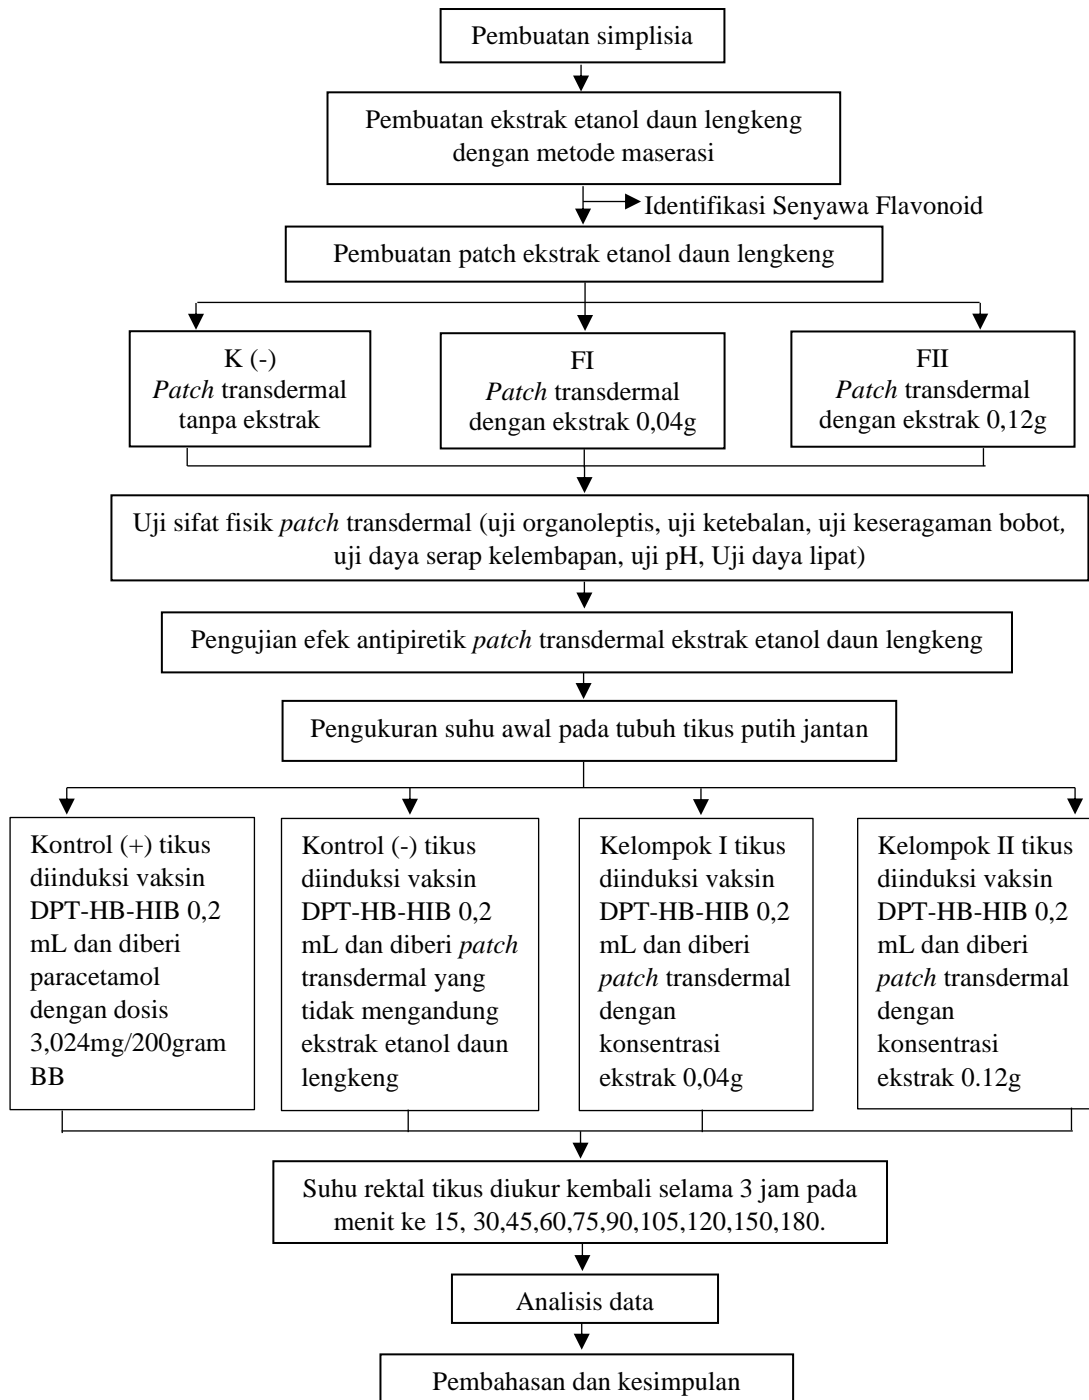 Pembuatan simplisia
Pembuatan ekstrak etanol daun lengkeng
dengan metode maserasi
Identifikasi Senyawa Flavonoid
Pembuatan patch ekstrak etanol daun lengkeng
K (-)
Patch transdermal
tanpa ekstrak
FI
Patch transdermal
dengan ekstrak 0,04g
FII
Patch transdermal
dengan ekstrak 0,12g
Uji sifat fisik patch transdermal (uji organoleptis, uji ketebalan, uji keseragaman bobot,
uji daya serap kelembapan, uji pH, Uji daya lipat)
Pengujian efek antipiretik patch transdermal ekstrak etanol daun lengkeng
Pengukuran suhu awal pada tubuh tikus putih jantan
Kontrol (+) tikus
diinduksi vaksin
DPT-HB-HIB 0,2
mL dan diberi
paracetamol
dengan dosis
3,024mg/200gram
BB
Kontrol (-) tikus
diinduksi vaksin
DPT-HB-HIB 0,2
mL dan diberi patch
transdermal yang
tidak mengandung
ekstrak etanol daun
lengkeng
Kelompok I tikus
diinduksi vaksin
DPT-HB-HIB 0,2
mL dan diberi
patch transdermal
dengan
konsentrasi
ekstrak 0,04g
Kelompok II tikus
diinduksi vaksin
DPT-HB-HIB 0,2
mL dan diberi
patch transdermal
dengan
konsentrasi
ekstrak 0.12g
Suhu rektal tikus diukur kembali selama 3 jam pada
menit ke 15, 30,45,60,75,90,105,120,150,180.
Analisis data
Pembahasan dan kesimpulan